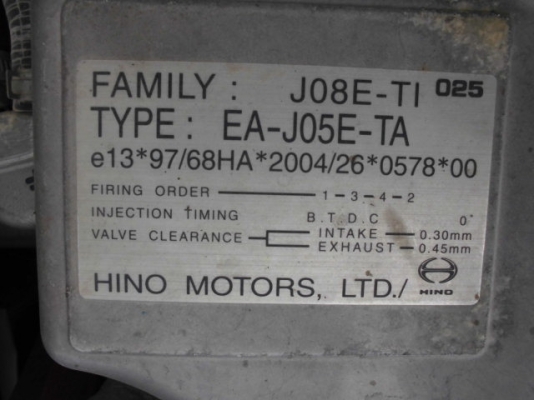 FAMILY : J08E-TI 025
TYPE : EA-J05E-TA
e13*97/68HA*2004/26*0578*00
FIRING ORDER 1-3-4-2
INJECTION TIMING B.T.D.C 0°
VALVE CLEARANCE INTAKE 0.30mm
EXHAUST 0.45mm
HINO MOTORS, LTD./ HINO